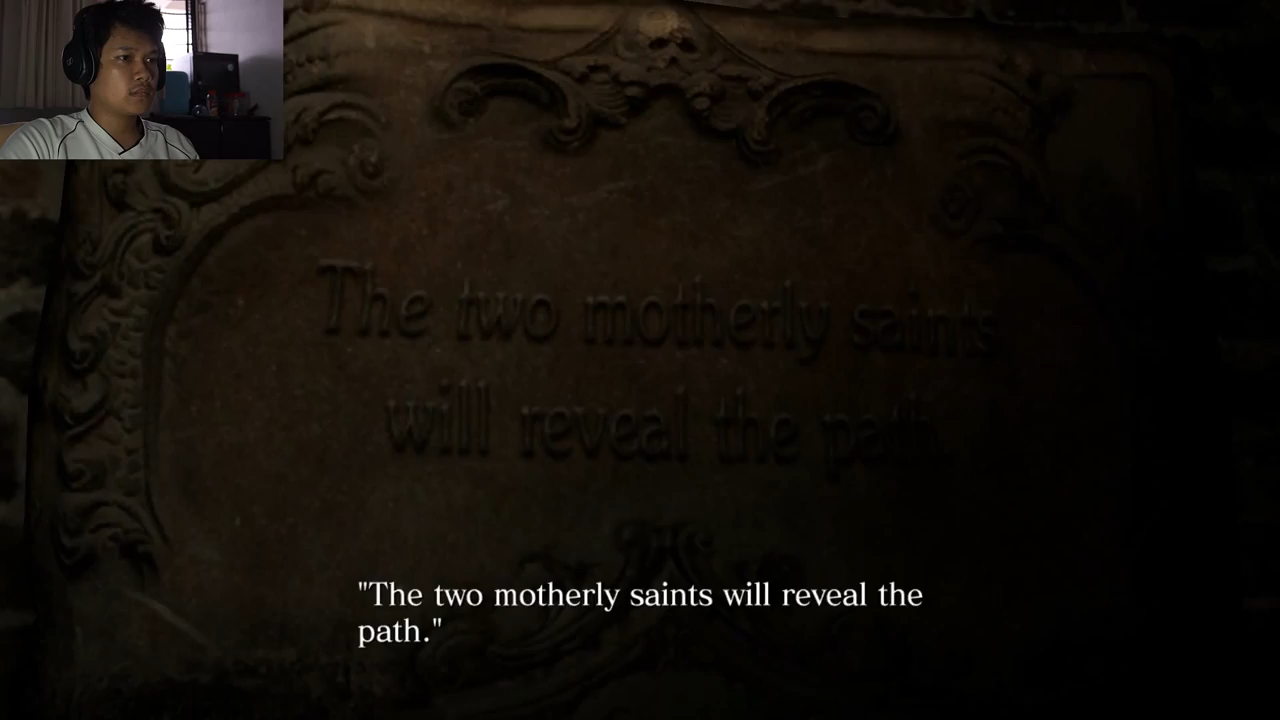 The two motherly saints
will reveal the path.
"The two motherly saints will reveal the
path."